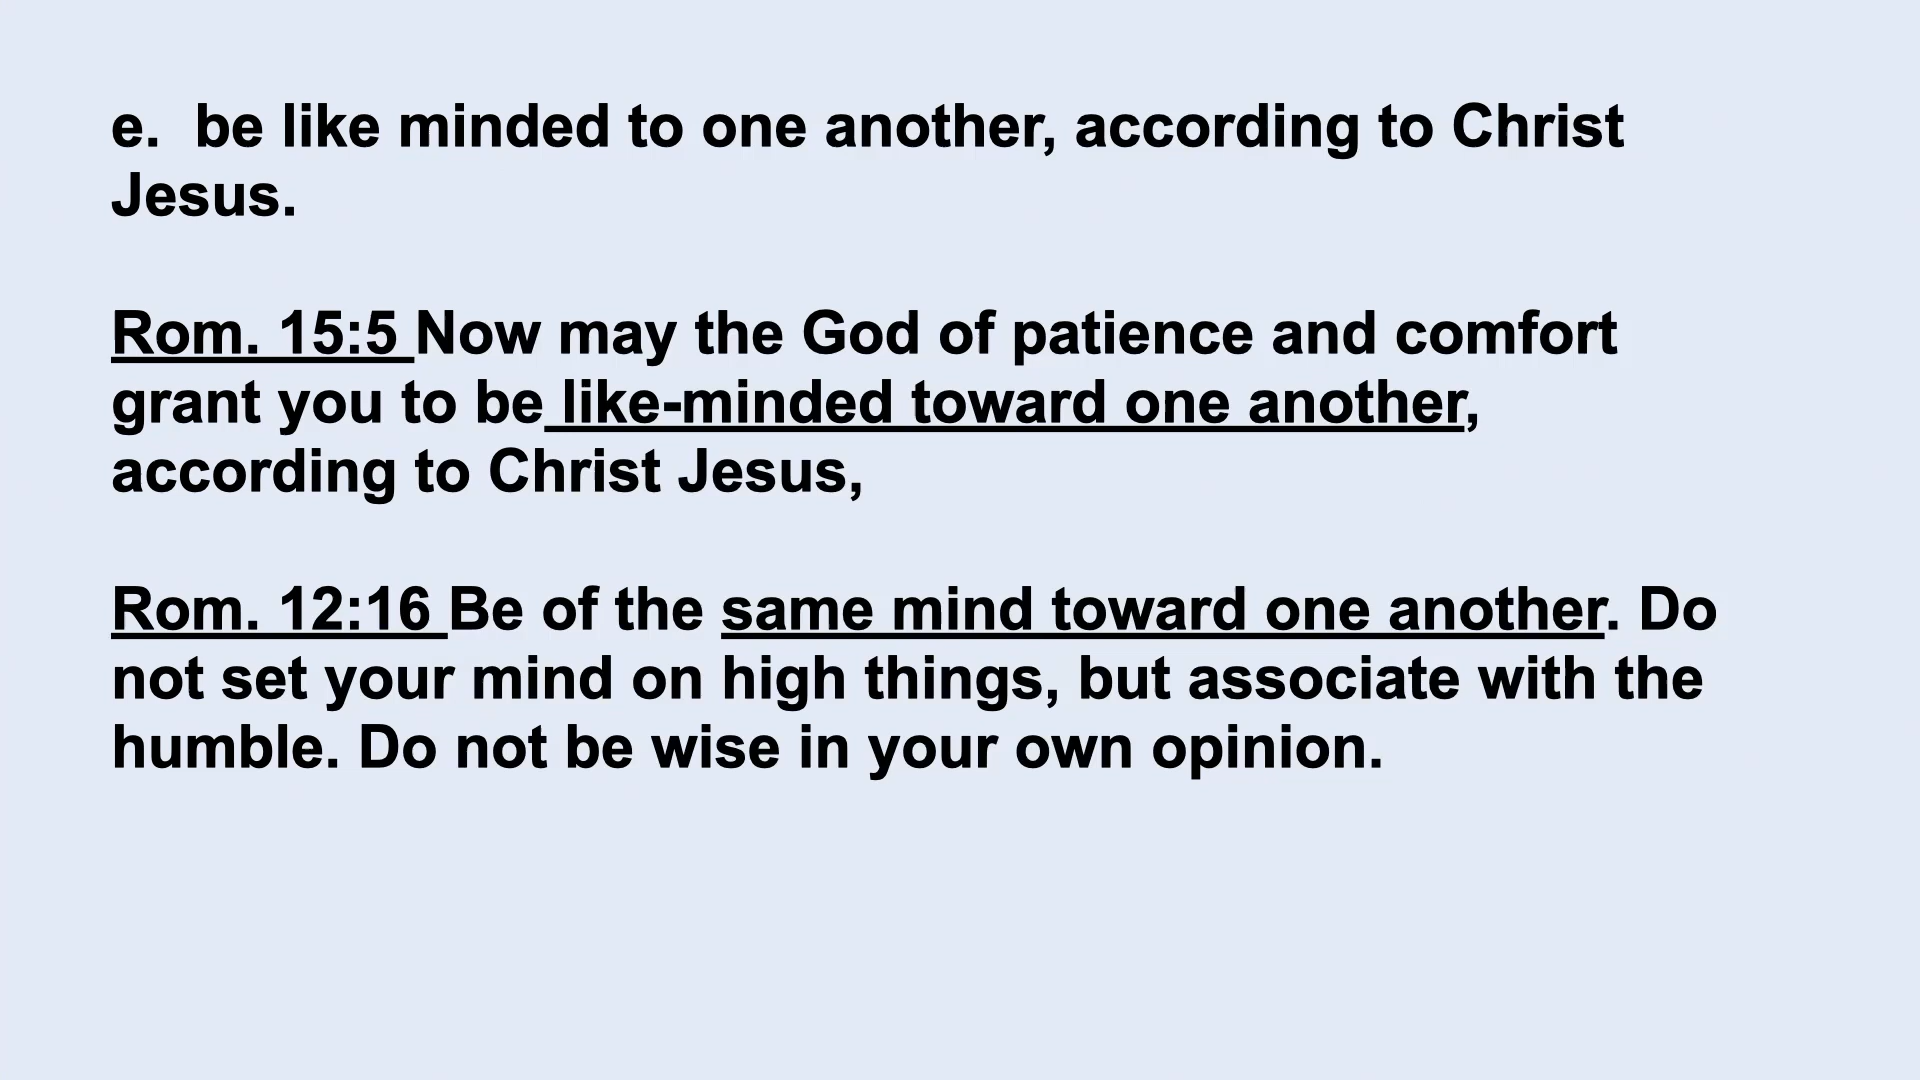 e.  be like minded to one another, according to Christ
Jesus.
Rom. 15:5 Now may the God of patience and comfort
grant you to be like-minded toward one another,
according to Christ Jesus,
Rom. 12:16 Be of the same mind toward one another. Do
not set your mind on high things, but associate with the
humble. Do not be wise in your own opinion.